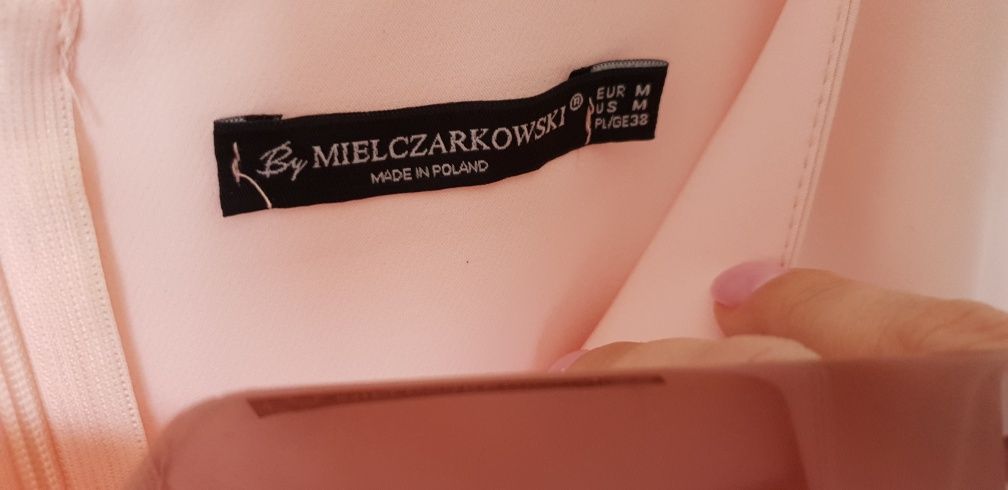 By MIELCZARKOWSKI®
MADE IN POLAND
EUR M
US M
PL/GE38